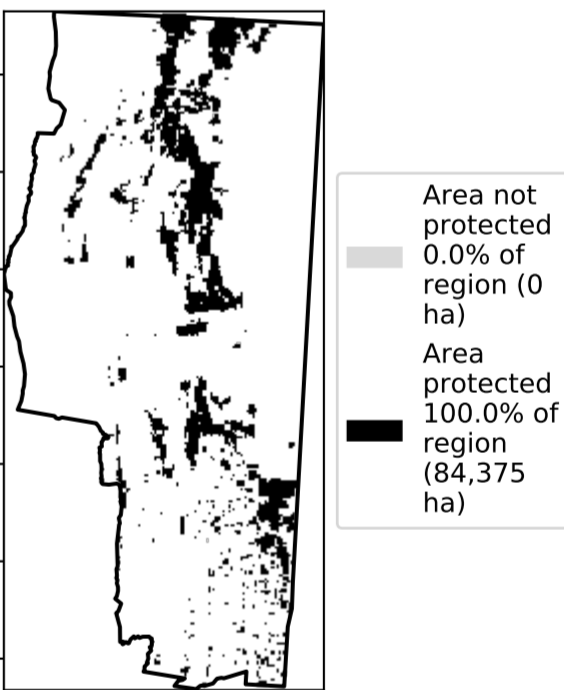 Area not
protected
0.0% of
region (0
ha)
Area
protected
100.0% of
region
(84,375
ha)